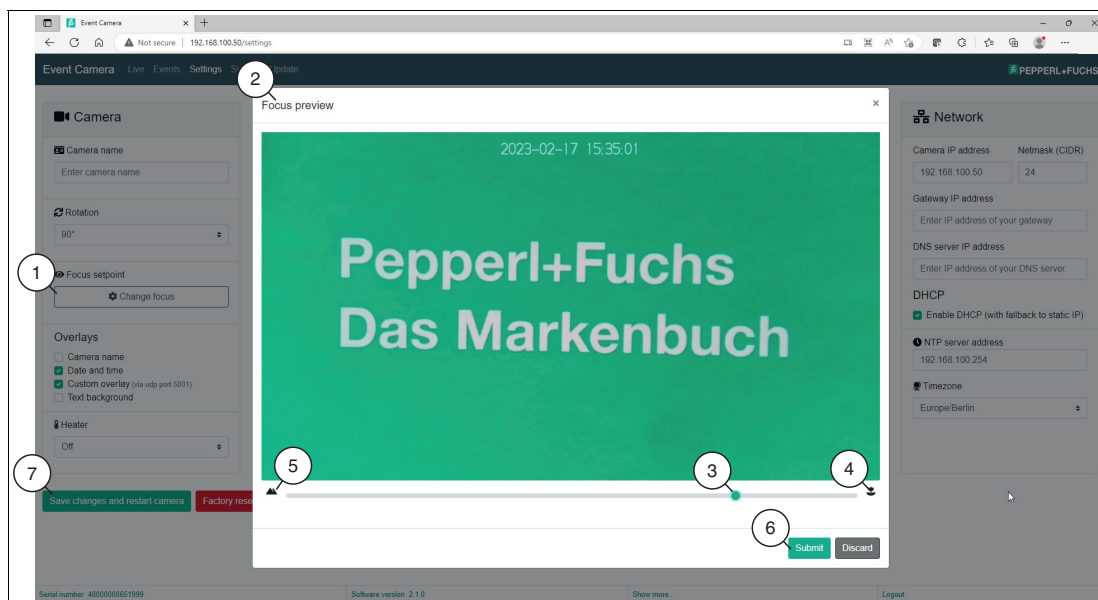 Event Camera
Not secure 192.168.100.50/settings
Event Camera Live Events Settings Update
PEPPERL+FUCHS
2
Focus preview
×
Camera
Camera name
Enter camera name
Rotation
90°
1
Focus setpoint
Change focus
Overlays
Camera name
Date and time
Custom overlay (via udp port 5001)
Text background
Heater
Off
7
Save changes and restart camera
Factory rese
2023-02-17 15:35:01
Pepperl+Fuchs
Das Markenbuch
5
3
4
6
Submit
Discard
Network
Camera IP address Netmask (CIDR)
192.168.100.50 24
Gateway IP address
Enter IP address of your gateway
DNS server IP address
Enter IP address of your DNS server
DHCP
Enable DHCP (with fallback to static IP)
NTP server address
192.168.100.254
Timezone
Europe/Berlin
Serial number 48000000651999
Software version 2.1.0
Show more...
Logout